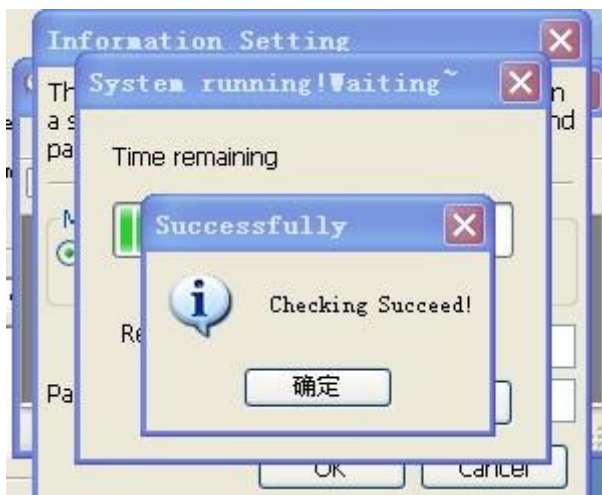 Information Setting
System running!Waiting~
Time remaining
Successfully
Checking Succeed!
确定
OK
Cancel